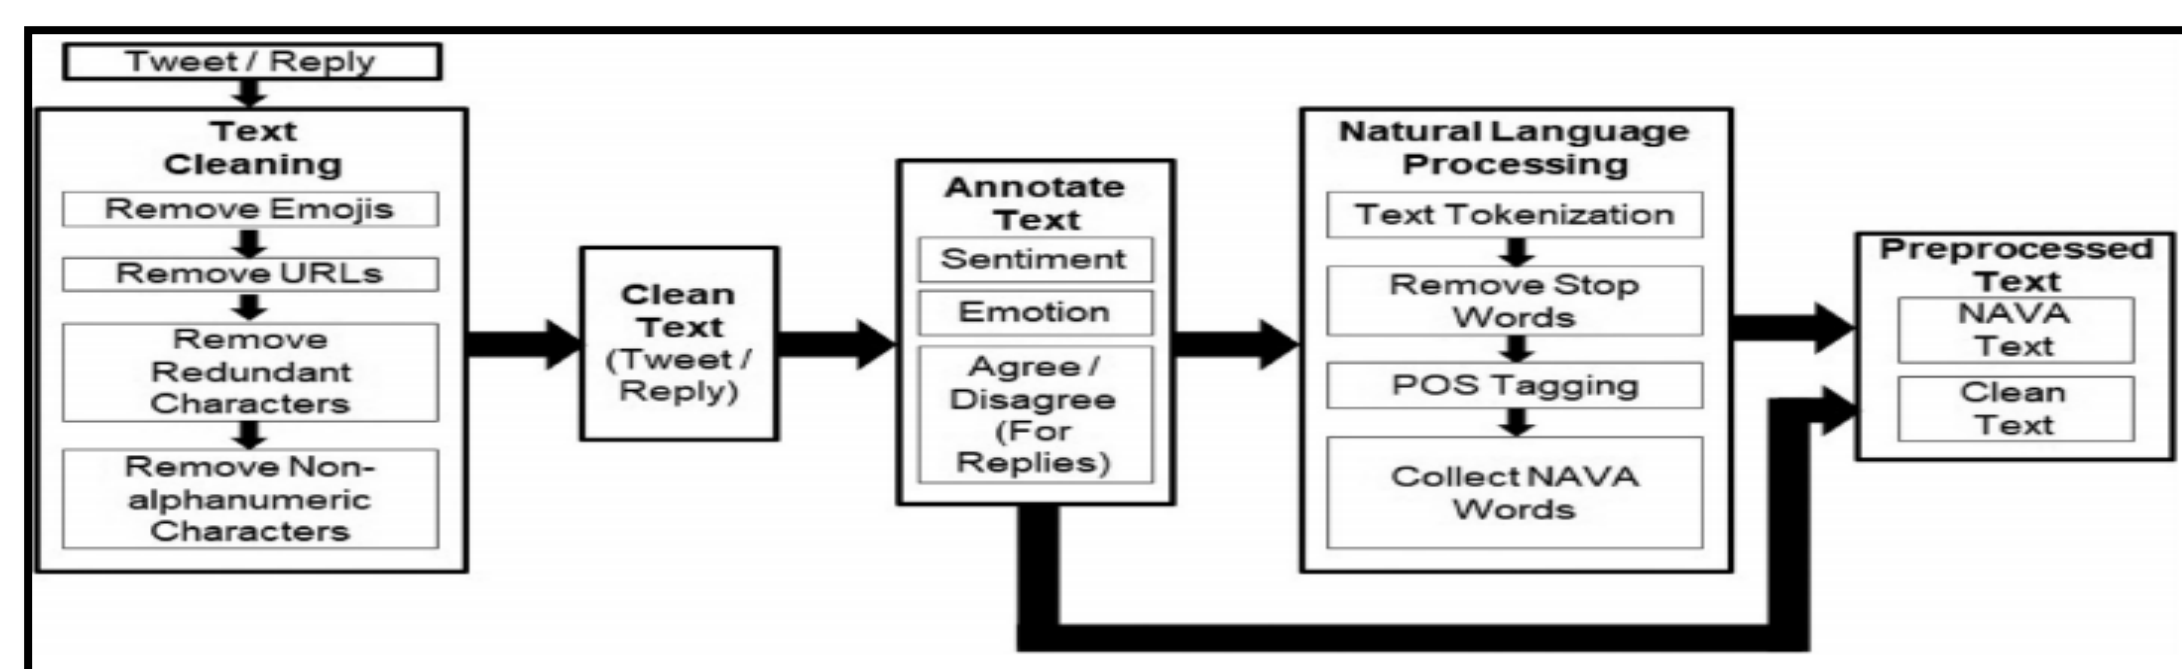 Tweet / Reply
Text
Cleaning
Remove Emojis
Remove URLs
Remove
Redundant
Characters
Remove Non-
alphanumeric
Characters
Clean
Text
(Tweet /
Reply)
Annotate
Text
Sentiment
Emotion
Agree /
Disagree
(For
Replies)
Natural Language
Processing
Text Tokenization
Remove Stop
Words
POS Tagging
Collect NAVA
Words
Preprocessed
Text
NAVA
Text
Clean
Text